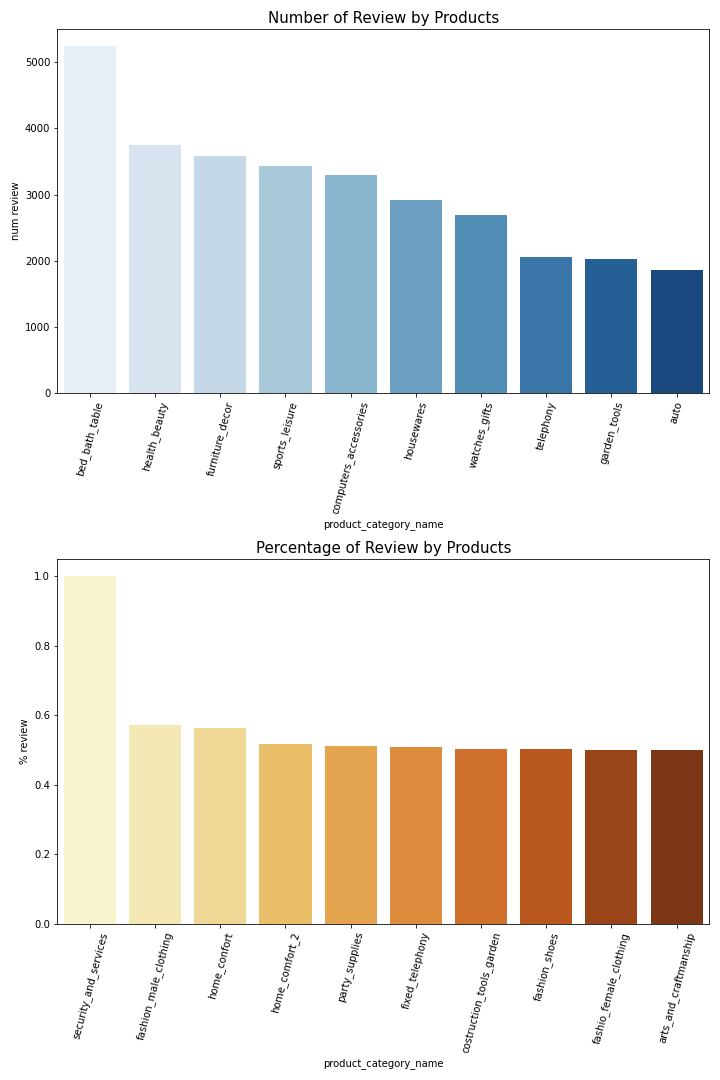 Number of Review by Products
5000
4000
3000
2000
1000
0
num review
bed_bath_table
health_beauty
furniture_decor
sports_leisure
computers_accessories
housewares
watches_gifts
telephony
garden_tools
auto
product_category_name
Percentage of Review by Products
1.0
0.8
0.6
0.4
0.2
0.0
% review
security_and_services
fashion_male_clothing
home_confort
home_comfort_2
party_supplies
fixed_telephony
costruction_tools_garden
fashion_shoes
fashio_female_clothing
arts_and_craftmanship
product_category_name